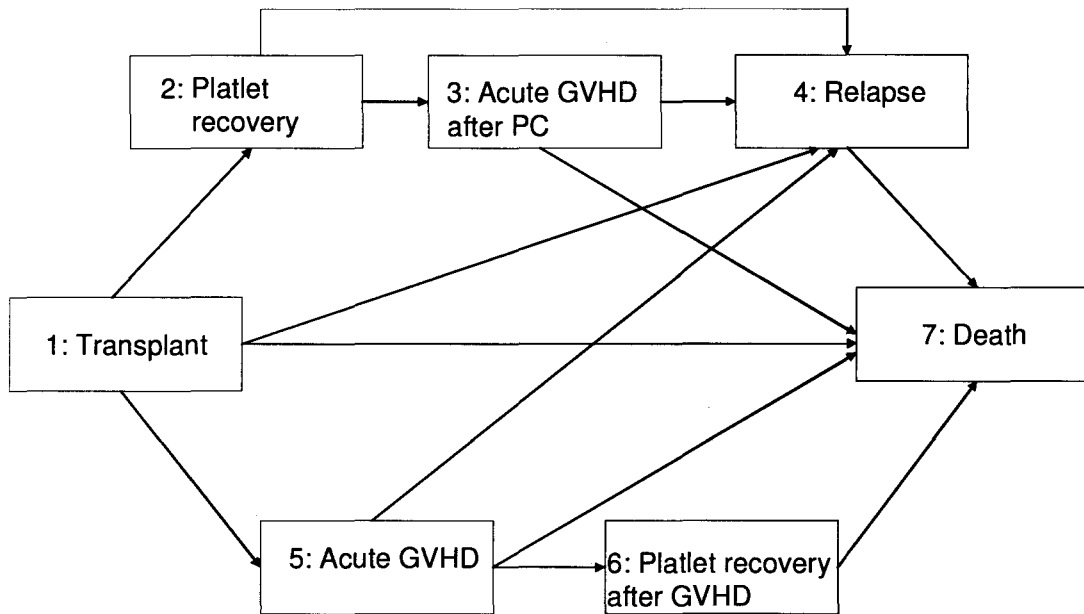 2: Platlet
recovery
3: Acute GVHD
after PC
4: Relapse
1: Transplant
7: Death
5: Acute GVHD
6: Platlet recovery
after GVHD